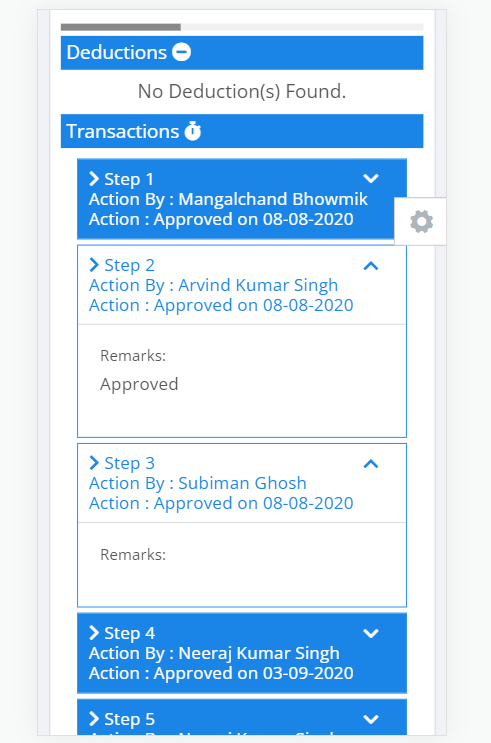 Deductions
No Deduction(s) Found.
Transactions
Step 1
Action By : Mangalchand Bhowmik
Action : Approved on 08-08-2020
Step 2
Action By : Arvind Kumar Singh
Action : Approved on 08-08-2020
Remarks:
Approved
Step 3
Action By : Subiman Ghosh
Action : Approved on 08-08-2020
Remarks:
Step 4
Action By : Neeraj Kumar Singh
Action : Approved on 03-09-2020
Step 5